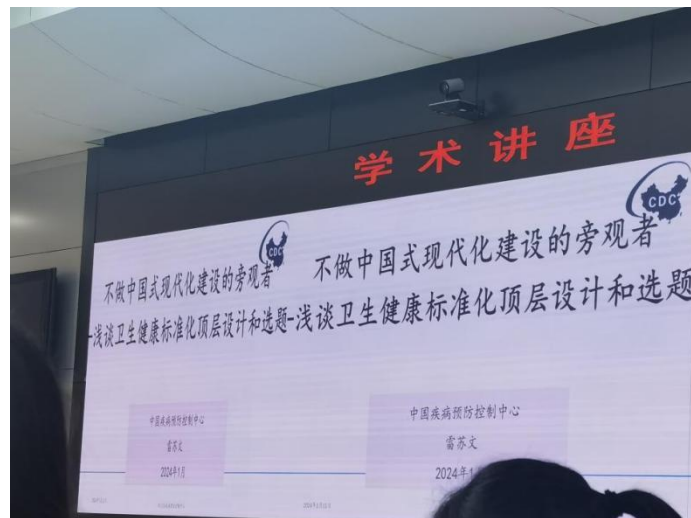 学术讲座
CDC
不做中国式现代化建设的旁观者
-浅谈卫生健康标准化顶层设计和选题
中国疾病预防控制中心
雷苏文
2024年1月
CDC
不做中国式现代化建设的旁观者
-浅谈卫生健康标准化顶层设计和选题
中国疾病预防控制中心
雷苏文
2024年1